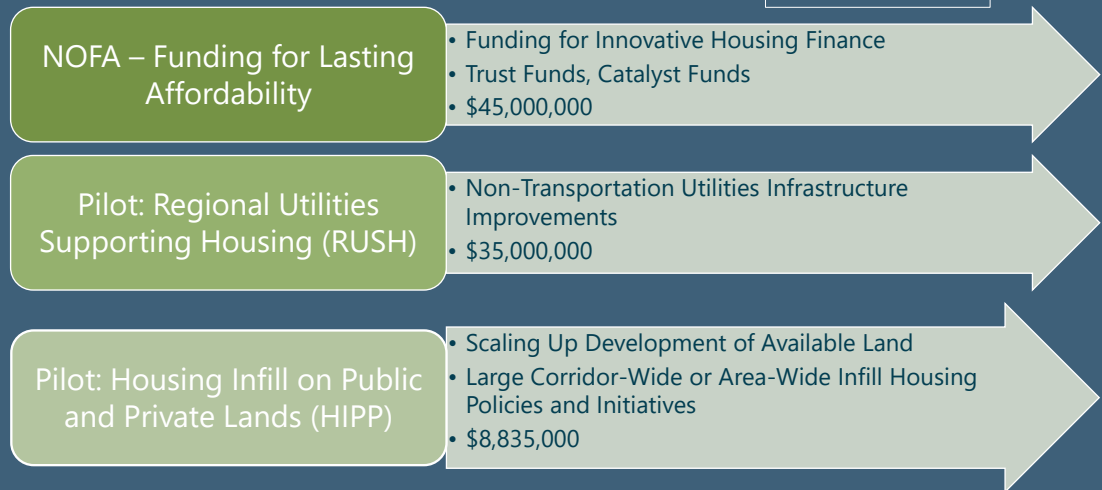 NOFA – Funding for Lasting
Affordability
• Funding for Innovative Housing Finance
• Trust Funds, Catalyst Funds
• $45,000,000
Pilot: Regional Utilities
Supporting Housing (RUSH)
• Non-Transportation Utilities Infrastructure
Improvements
• $35,000,000
Pilot: Housing Infill on Public
and Private Lands (HIPP)
• Scaling Up Development of Available Land
• Large Corridor-Wide or Area-Wide Infill Housing
Policies and Initiatives
• $8,835,000